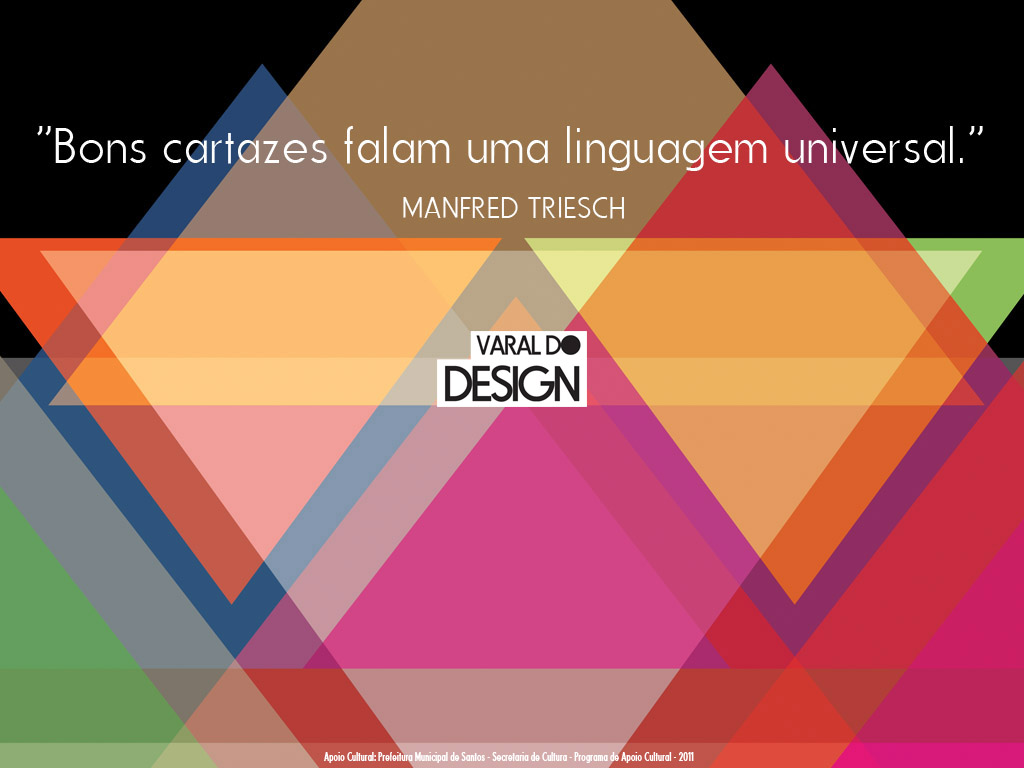 ”Bons cartazes falam uma linguagem universal.”
MANFRED TRIESCH
VARAL DO
DESIGN
Apoio Cultural: Prefeitura Municipal de Santos - Secretaria de Cultura - Programa de Apoio Cultural - 2011